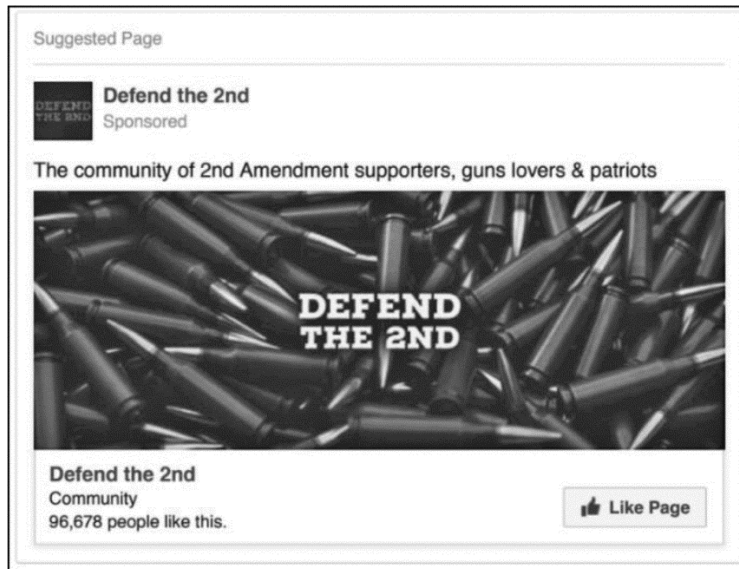 Suggested Page
DEFEND
THE 2ND
Defend the 2nd
Sponsored
The community of 2nd Amendment supporters, guns lovers & patriots
DEFEND
THE 2ND
Defend the 2nd
Community
96,678 people like this.
Like Page